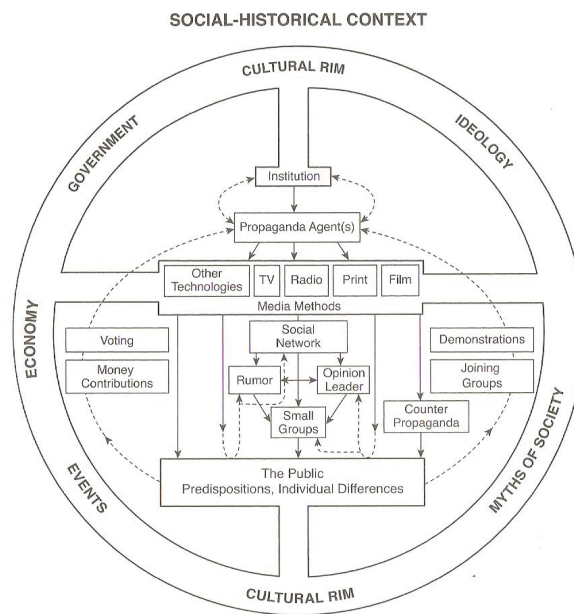 SOCIAL-HISTORICAL CONTEXT
CULTURAL RIM
GOVERNMENT
IDEOLOGY
Institution
Propaganda Agent(s)
Other
Technologies
TV
Radio
Print
Film
Media Methods
ECONOMY
Voting
Money
Contributions
Social
Network
Rumor
Opinion
Leader
Small
Groups
Demonstrations
Joining
Groups
Counter
Propaganda
The Public
Predispositions, Individual Differences
EVENTS
MYTHS OF SOCIETY
CULTURAL RIM